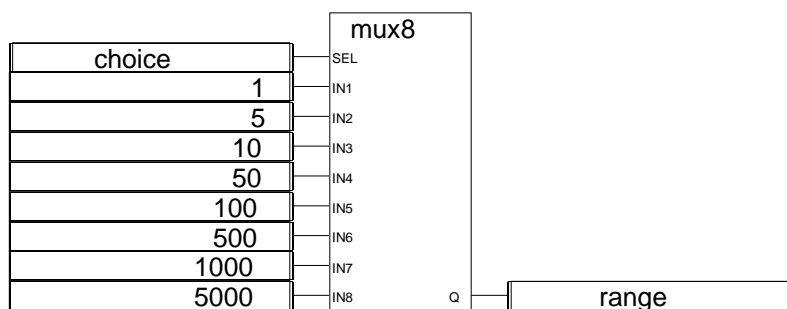 mux8
choice SEL
1 IN1
5 IN2
10 IN3
50 IN4
100 IN5
500 IN6
1000 IN7
5000 IN8 Q range